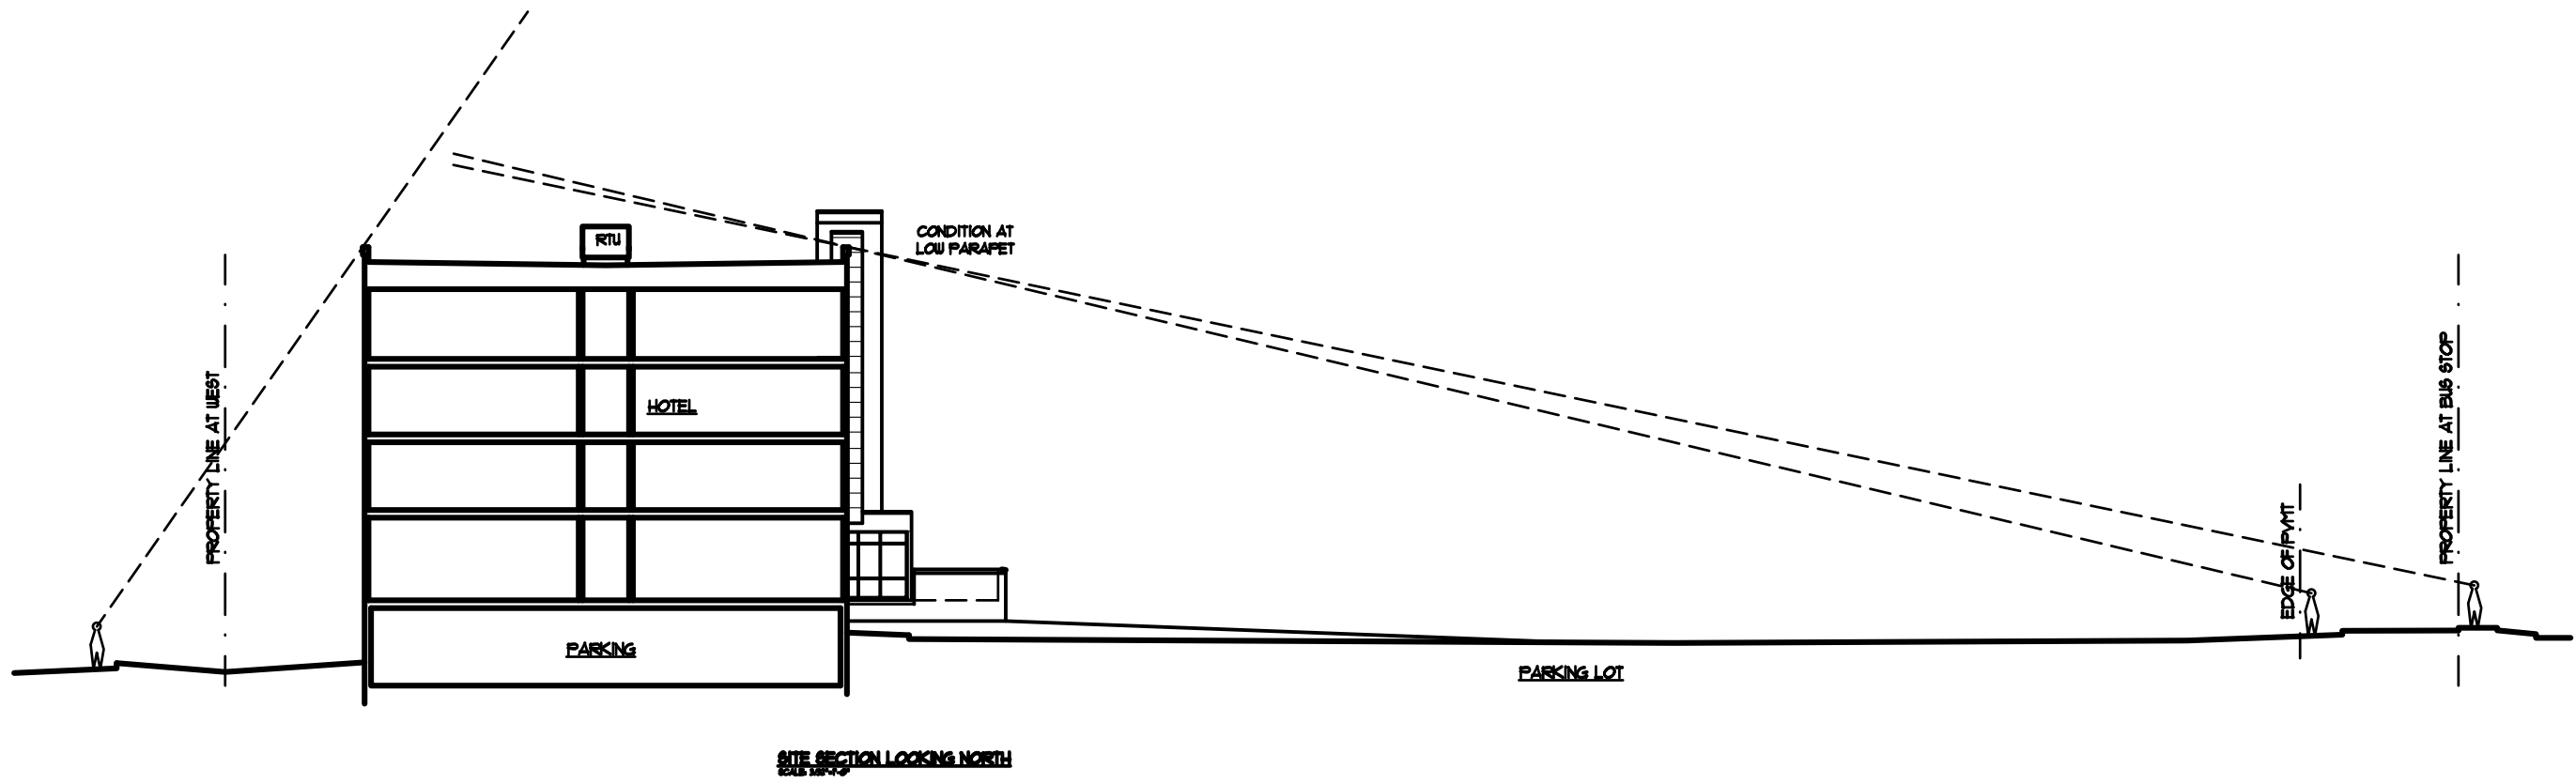 RTU
CONDITION AT
LOW PARAPET
PROPERTY LINE AT WEST
HOTEL
PROPERTY LINE AT BUS STOP
EDGE OF PVMT
PARKING
PARKING LOT
SITE SECTION LOOKING NORTH
SCALE: